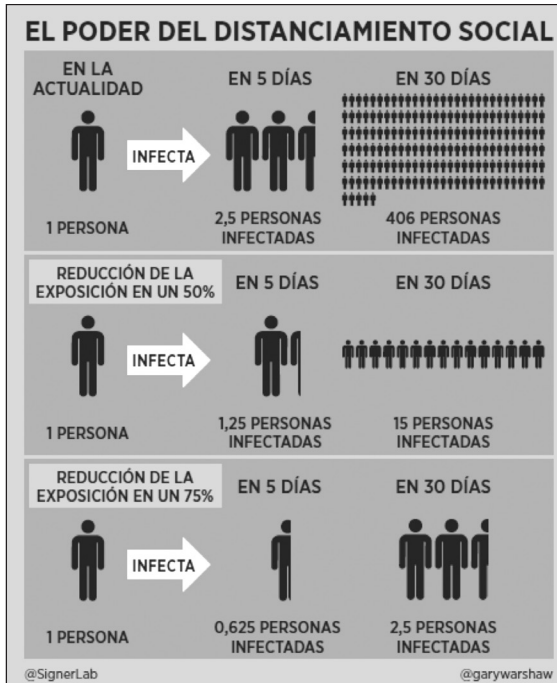 EL PODER DEL DISTANCIAMIENTO SOCIAL
EN LA
ACTUALIDAD
EN 5 DÍAS
EN 30 DÍAS
INFECTA
1 PERSONA
2,5 PERSONAS
INFECTADAS
406 PERSONAS
INFECTADAS
REDUCCIÓN DE LA
EXPOSICIÓN EN UN 50%
EN 5 DÍAS
EN 30 DÍAS
INFECTA
1 PERSONA
1,25 PERSONAS
INFECTADAS
15 PERSONAS
INFECTADAS
REDUCCIÓN DE LA
EXPOSICIÓN EN UN 75%
EN 5 DÍAS
EN 30 DÍAS
INFECTA
1 PERSONA
0,625 PERSONAS
INFECTADAS
2,5 PERSONAS
INFECTADAS
@SignerLab
@garywarshaw